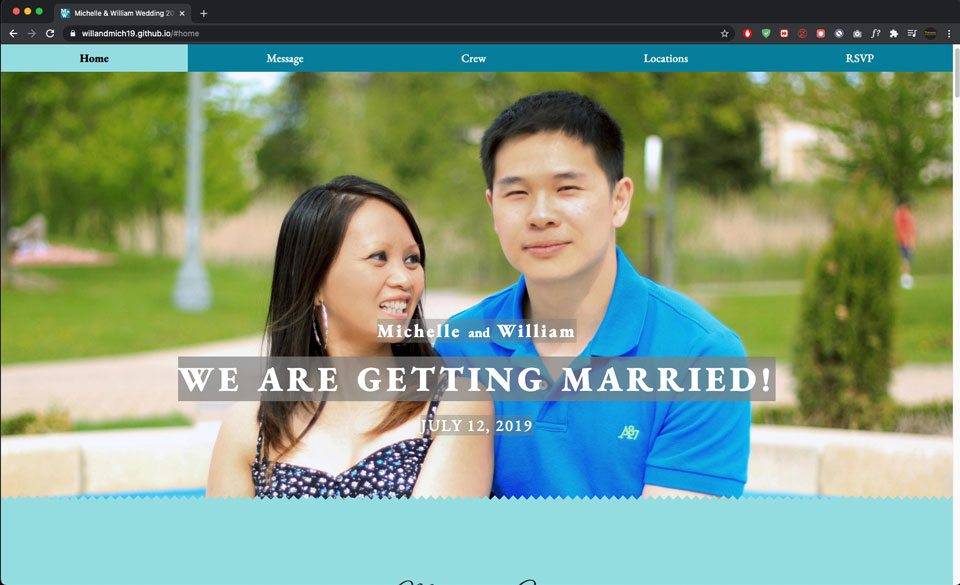 Michelle & William Wedding 20
willandmich19.github.io/#home
Home
Message
Crew
Locations
RSVP
Michelle and William
WE ARE GETTING MARRIED!
JULY 12, 2019